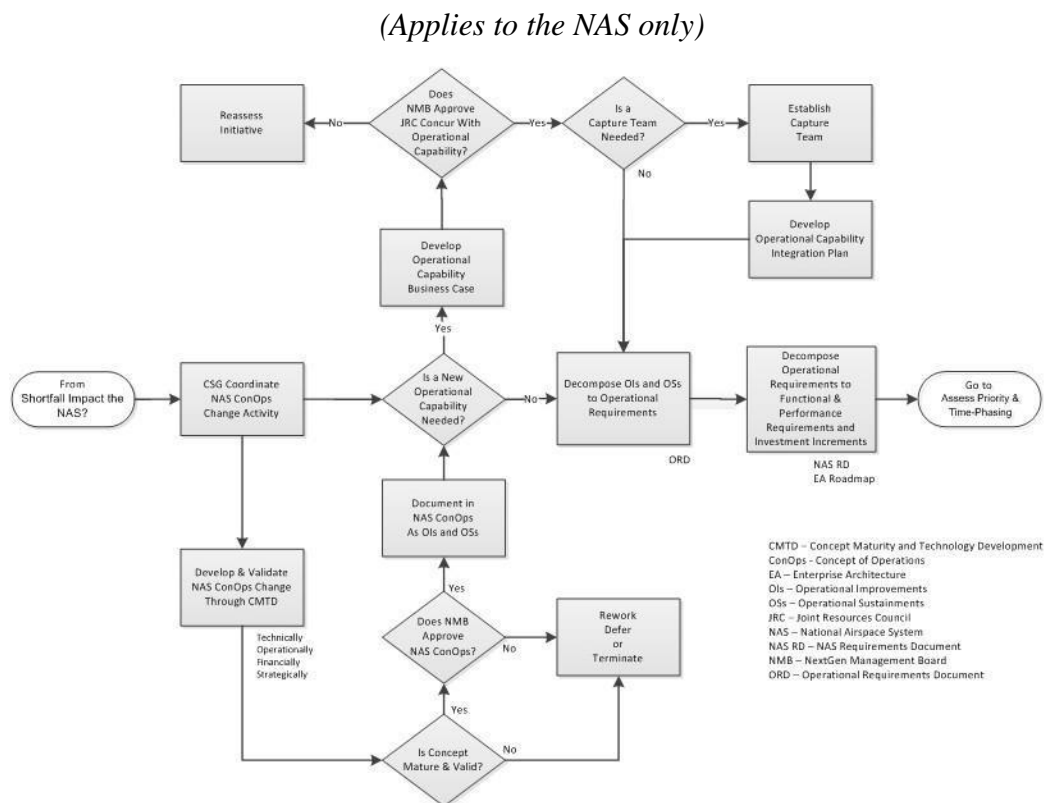 (Applies to the NAS only)
Reassess
Initiative
No
Does
NMB Approve
JRC Concur With
Operational
Capability?
Yes
Is a
Capture Team
Needed?
Yes
Establish
Capture
Team
No
Develop
Operational Capability
Integration Plan
Develop
Operational
Capability
Business Case
Yes
From
Shortfall Impact the
NAS?
CSG Coordinate
NAS ConOps
Change Activity
Is a New
Operational
Capability
Needed?
No
Decompose OIs and OSs
to Operational
Requirements
ORD
Decompose
Operational
Requirements to
Functional &
Performance
Requirements and
Investment Increments
NAS RD
EA Roadmap
Go to
Assess Priority &
Time-Phasing
Document in
NAS ConOps
As OIs and OSs
Develop & Validate
NAS ConOps Change
Through CMTD
Technically
Operationally
Financially
Strategically
Yes
Does NMB
Approve
NAS ConOps?
No
Rework
Defer
or
Terminate
Yes
Is Concept
Mature & Valid?
No
CMTD – Concept Maturity and Technology Development
ConOps - Concept of Operations
EA – Enterprise Architecture
OIs – Operational Improvements
OSs – Operational Sustainments
JRC – Joint Resources Council
NAS – National Airspace System
NAS RD – NAS Requirements Document
NMB – NextGen Management Board
ORD – Operational Requirements Document